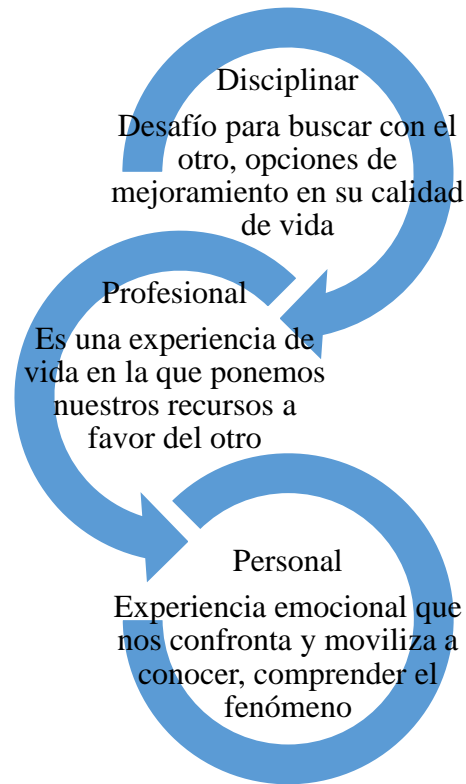 Disciplinar
Desafío para buscar con el
otro, opciones de
mejoramiento en su calidad
de vida
Profesional
Es una experiencia de
vida en la que ponemos
nuestros recursos a
favor del otro
Personal
Experiencia emocional que
nos confronta y moviliza a
conocer, comprender el
fenómeno